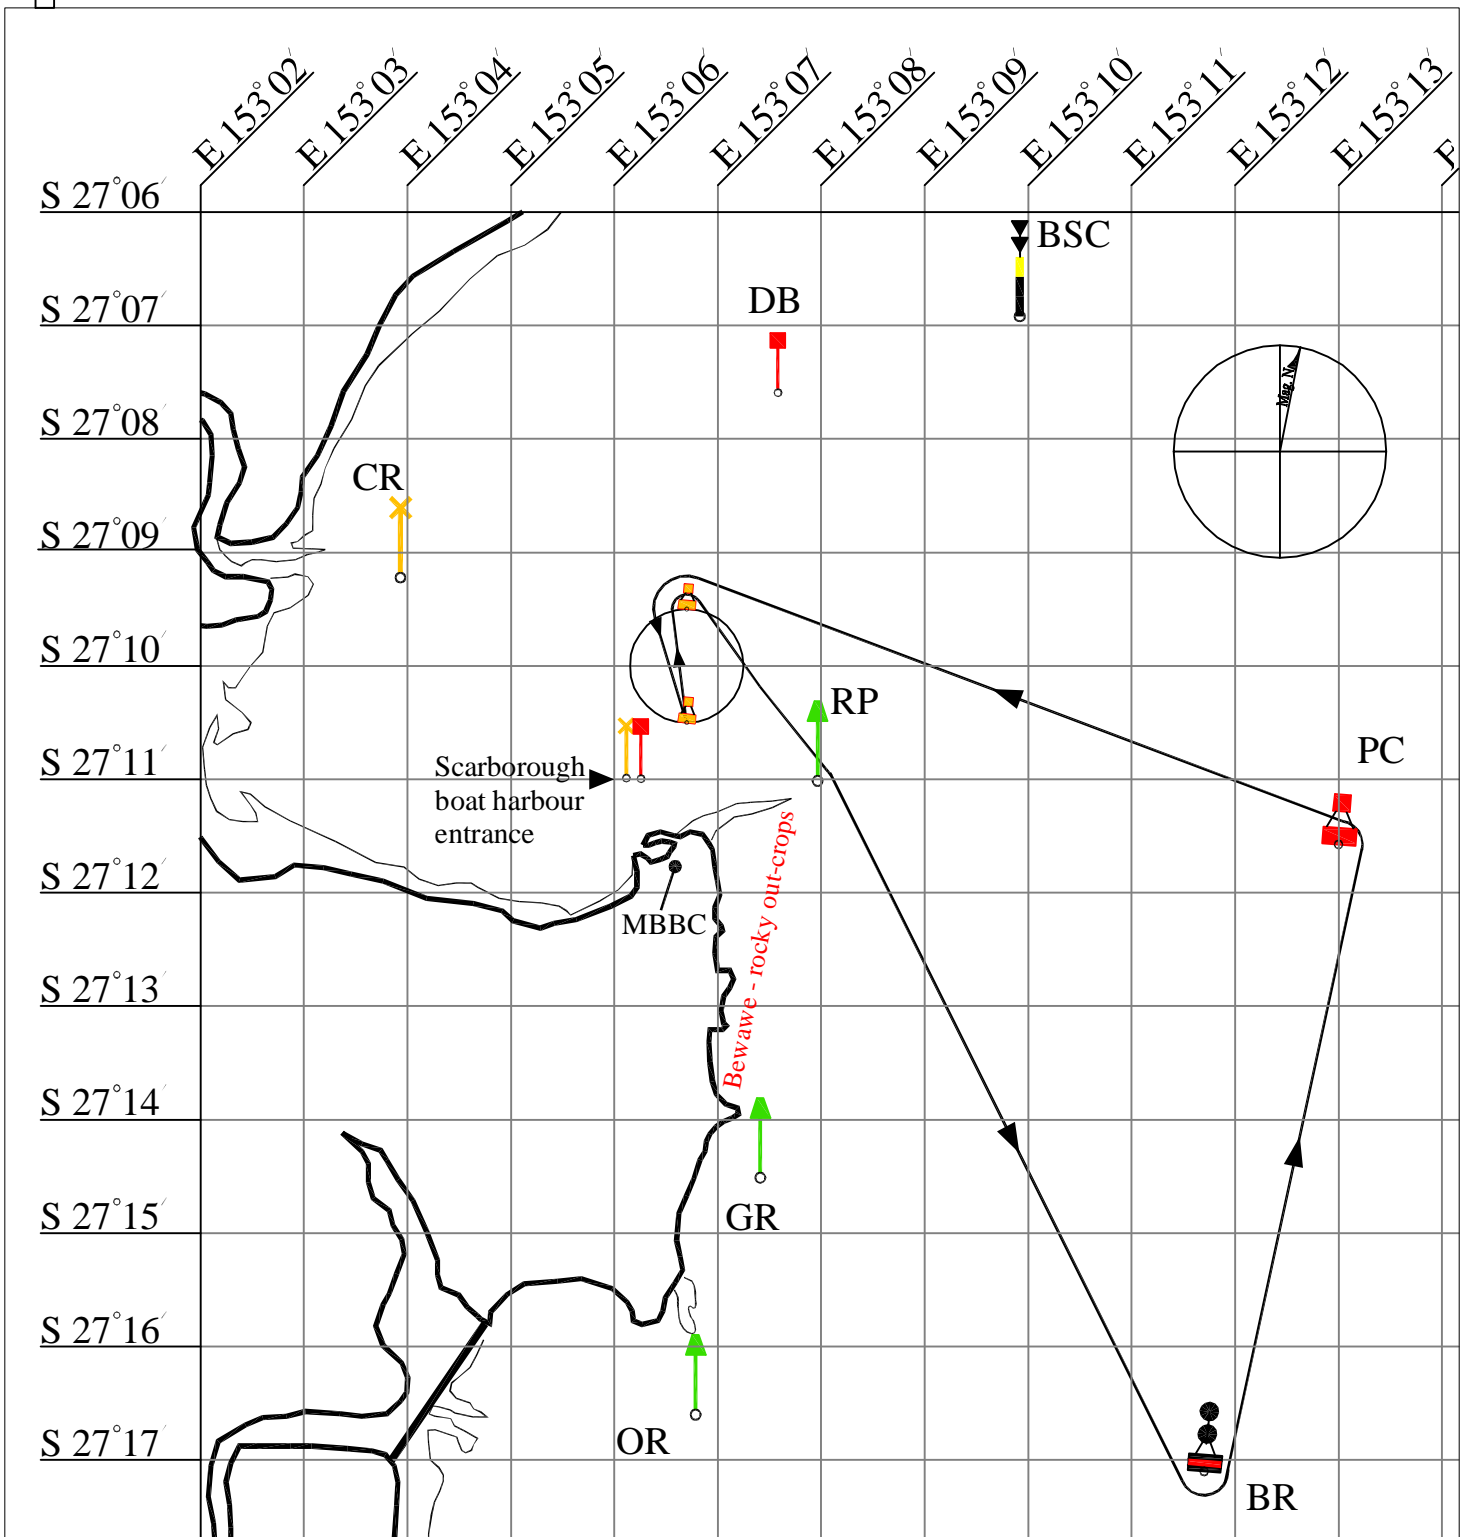 E 153°02′
E 153°03′
E 153°04′
E 153°05′
E 153°06′
E 153°07′
E 153°08′
E 153°09′
E 153°10′
E 153°11′
E 153°12′
E 153°13′
S 27°06′
BSC
DB
S 27°07′
Mag. N
S 27°08′
CR
S 27°09′
S 27°10′
RP
PC
S 27°11′
Scarborough
boat harbour
entrance
Bewawe - rocky out-crops
S 27°12′
MBBC
S 27°13′
S 27°14′
GR
S 27°15′
S 27°16′
OR
S 27°17′
BR